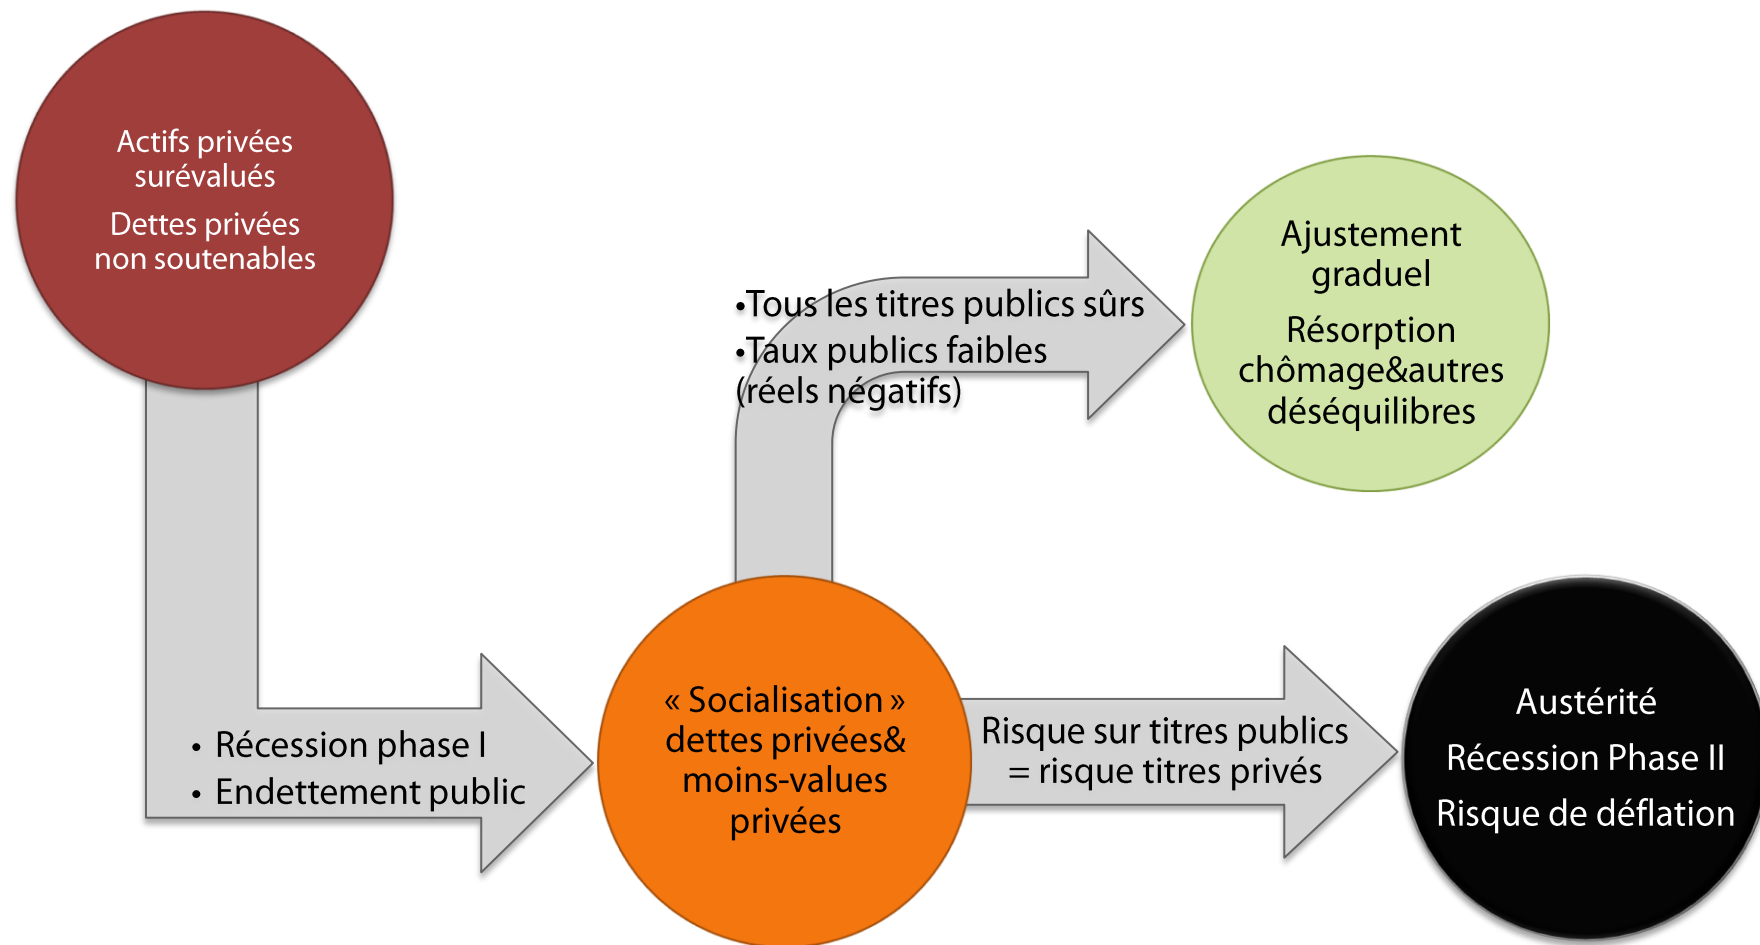 Actifs privées
surévalués
Dettes privées
non soutenables
•Tous les titres publics sûrs
•Taux publics faibles
(réels négatifs)
Ajustement
graduel
Résorption
chômage&autres
déséquilibres
• Récession phase I
• Endettement public
« Socialisation »
dettes privées&
moins-values
privées
Risque sur titres publics
= risque titres privés
Austérité
Récession Phase II
Risque de déflation